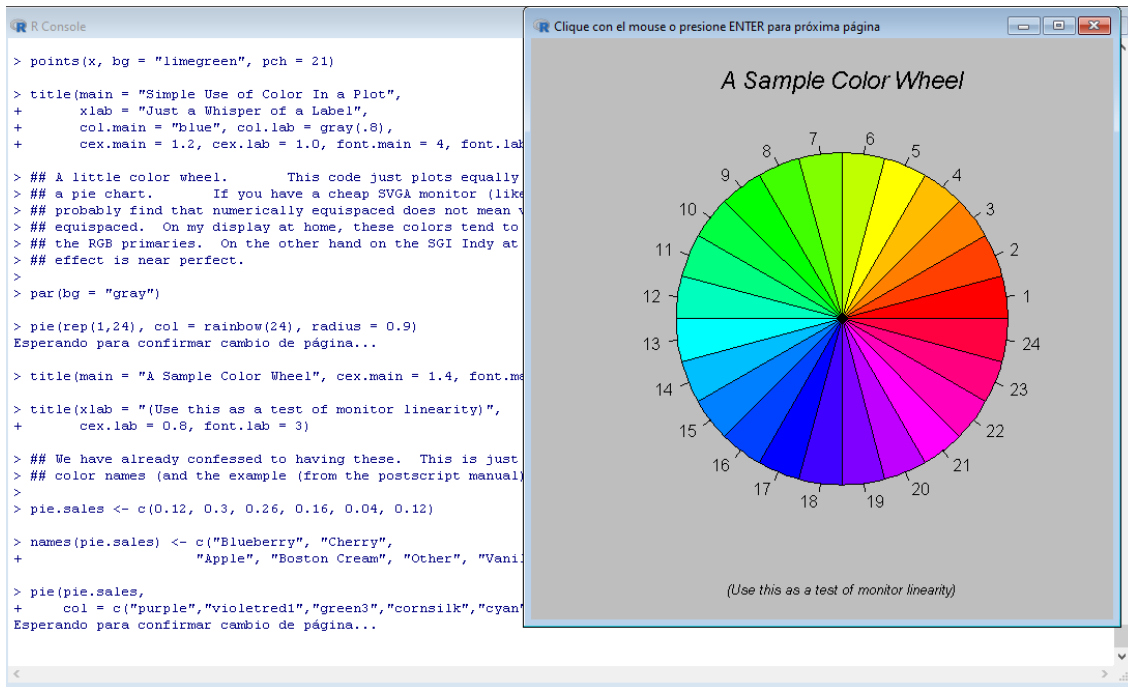 R Console
> points(x, bg = "limegreen", pch = 21)
> title(main = "Simple Use of Color In a Plot",
+       xlab = "Just a Whisper of a Label",
+       col.main = "blue", col.lab = gray(.8),
+       cex.main = 1.2, cex.lab = 1.0, font.main = 4, font.lab
> ## A little color wheel.       This code just plots equally
> ## a pie chart.       If you have a cheap SVGA monitor (like
> ## probably find that numerically equispaced does not mean v
> ## equispaced.  On my display at home, these colors tend to
> ## the RGB primaries.  On the other hand on the SGI Indy at
> ## effect is near perfect.
>
> par(bg = "gray")
> pie(rep(1,24), col = rainbow(24), radius = 0.9)
Esperando para confirmar cambio de página...
> title(main = "A Sample Color Wheel", cex.main = 1.4, font.ma
> title(xlab = "(Use this as a test of monitor linearity)",
+       cex.lab = 0.8, font.lab = 3)
> ## We have already confessed to having these.  This is just
> ## color names (and the example (from the postscript manual)
>
> pie.sales <- c(0.12, 0.3, 0.26, 0.16, 0.04, 0.12)
> names(pie.sales) <- c("Blueberry", "Cherry",
+                       "Apple", "Boston Cream", "Other", "Vanil
> pie(pie.sales,
+     col = c("purple","violetred1","green3","cornsilk","cyan"
Esperando para confirmar cambio de página...
Clique con el mouse o presione ENTER para próxima página
A Sample Color Wheel
1
2
3
4
5
6
7
8
9
10
11
12
13
14
15
16
17
18
19
20
21
22
23
24
(Use this as a test of monitor linearity)